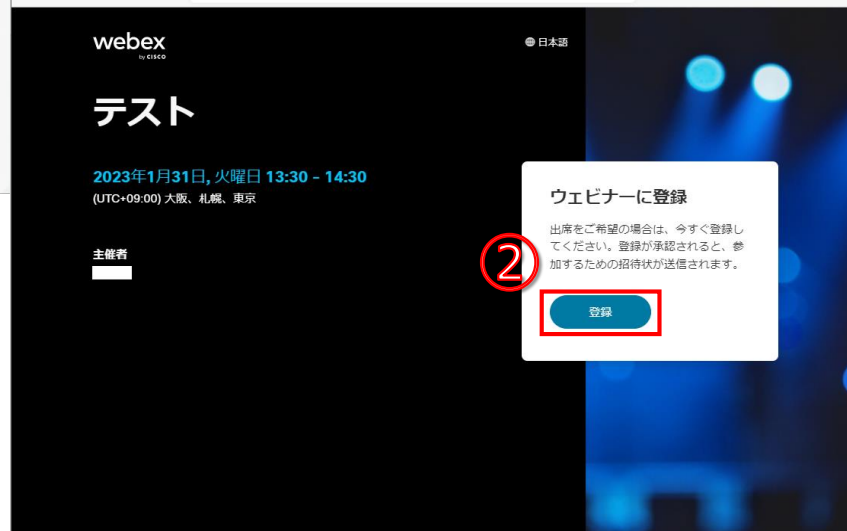 webex
by CISCO
日本語
テスト
2023年1月31日, 火曜日 13:30 - 14:30
(UTC+09:00) 大阪、札幌、東京
主催者
ウェビナーに登録
出席をご希望の場合は、今すぐ登録し
てください。登録が承認されると、参
加するための招待状が送信されます。
②
登録